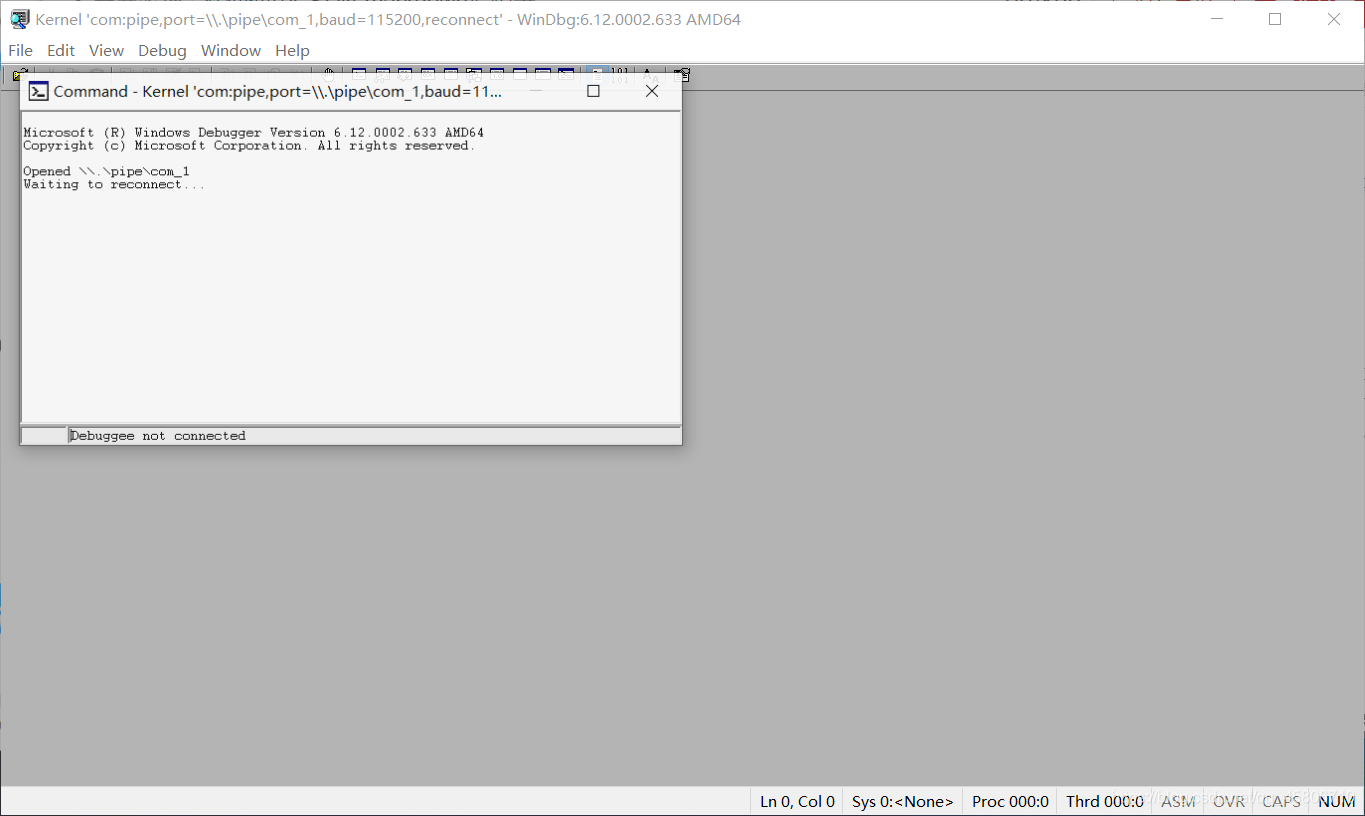 Kernel 'com:pipe,port=\\.\pipe\com_1,baud=115200,reconnect' - WinDbg:6.12.0002.633 AMD64
File Edit View Debug Window Help
Command - Kernel 'com:pipe,port=\\.\pipe\com_1,baud=11...
Microsoft (R) Windows Debugger Version 6.12.0002.633 AMD64
Copyright (c) Microsoft Corporation. All rights reserved.
Opened \\.\pipe\com_1
Waiting to reconnect...
Debuggee not connected
Ln 0, Col 0 Sys 0:<None> Proc 000:0 Thrd 000:0 ASM OVR CAPS NUM